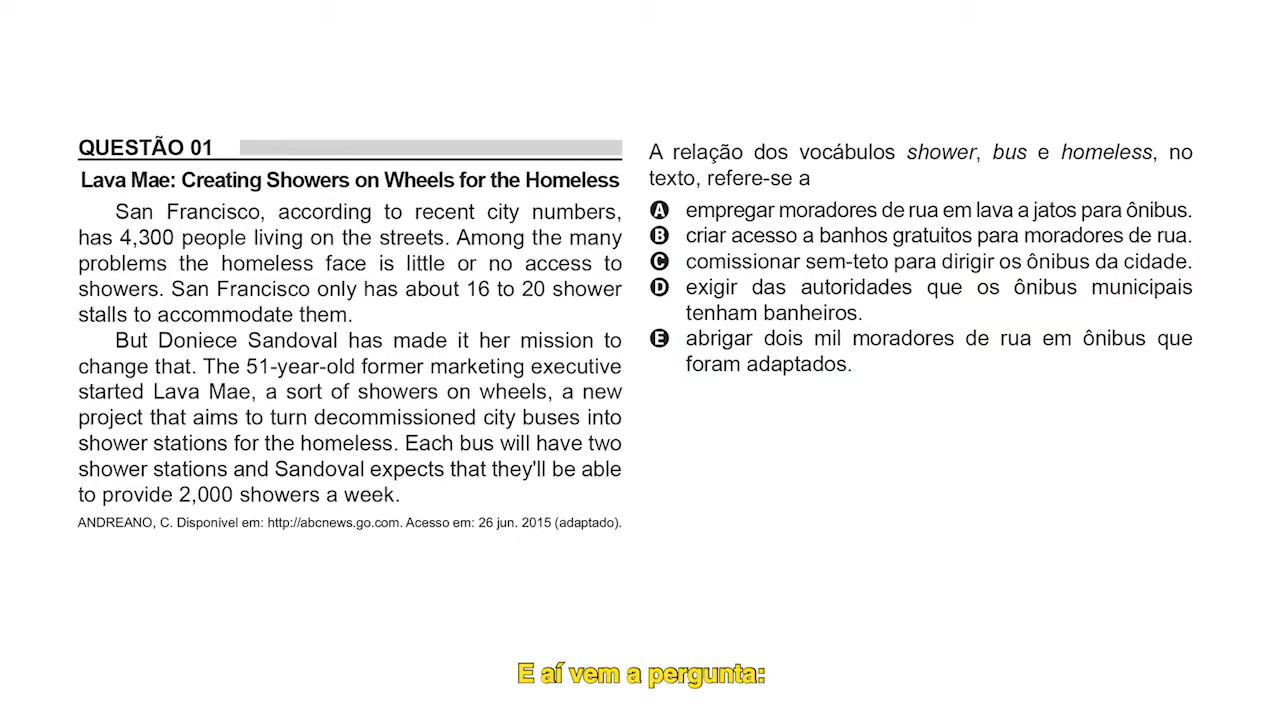 QUESTÃO 01
Lava Mae: Creating Showers on Wheels for the Homeless
San Francisco, according to recent city numbers,
has 4,300 people living on the streets. Among the many
problems the homeless face is little or no access to
showers. San Francisco only has about 16 to 20 shower
stalls to accommodate them.
But Doniece Sandoval has made it her mission to
change that. The 51-year-old former marketing executive
started Lava Mae, a sort of showers on wheels, a new
project that aims to turn decommissioned city buses into
shower stations for the homeless. Each bus will have two
shower stations and Sandoval expects that they'll be able
to provide 2,000 showers a week.
ANDREANO, C. Disponível em: http://abcnews.go.com. Acesso em: 26 jun. 2015 (adaptado).
A relação dos vocábulos shower, bus e homeless, no
texto, refere-se a
A empregar moradores de rua em lava a jatos para ônibus.
B criar acesso a banhos gratuitos para moradores de rua.
C comissionar sem-teto para dirigir os ônibus da cidade.
D exigir das autoridades que os ônibus municipais
tenham banheiros.
E abrigar dois mil moradores de rua em ônibus que
foram adaptados.
E aí vem a pergunta: